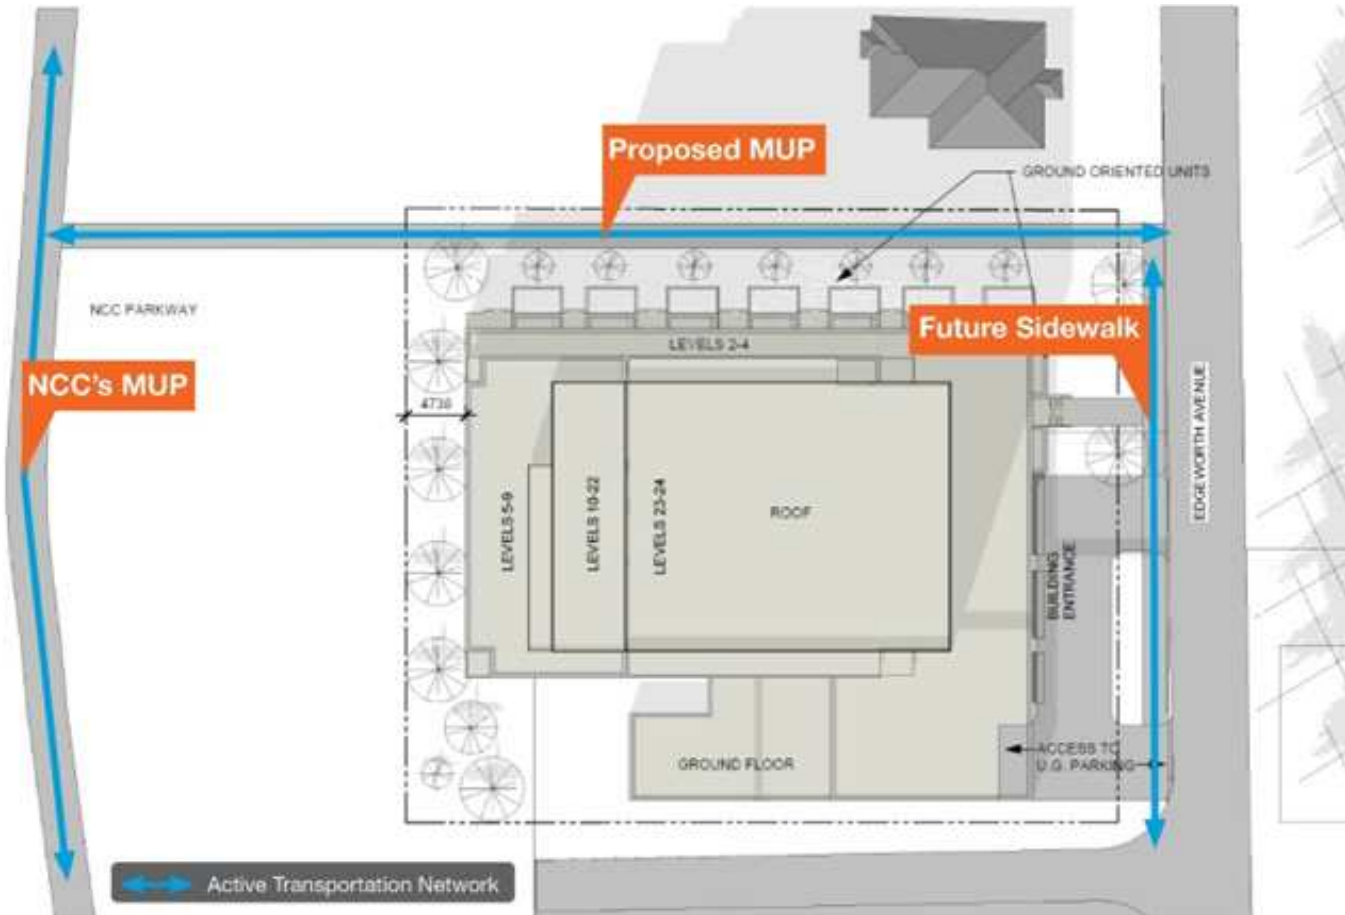 Proposed MUP
GROUND ORIENTED UNITS
NCC PARKWAY
Future Sidewalk
LEVELS 2-4
NCC's MUP
4738
EDGEWORTH AVENUE
LEVELS 5-9
LEVELS 10-22
LEVELS 23-24
ROOF
BUILDING
ENTRANCE
GROUND FLOOR
ACCESS TO
U.G. PARKING
Active Transportation Network